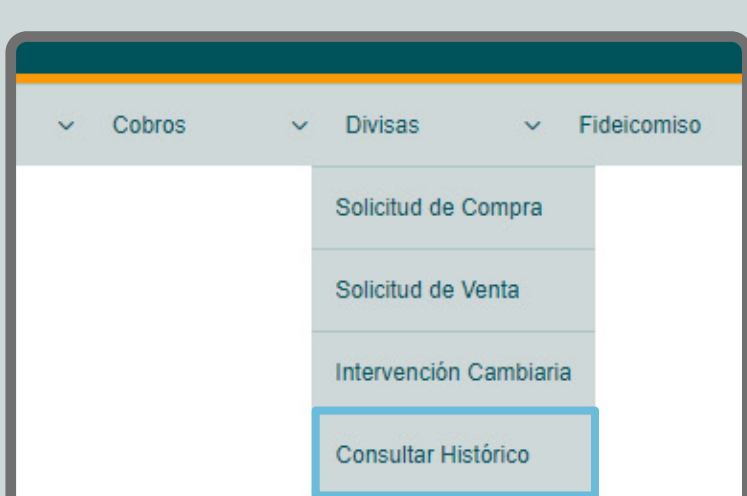 Cobros
Divisas
Fideicomiso
Solicitud de Compra
Solicitud de Venta
Intervención Cambiaria
Consultar Histórico